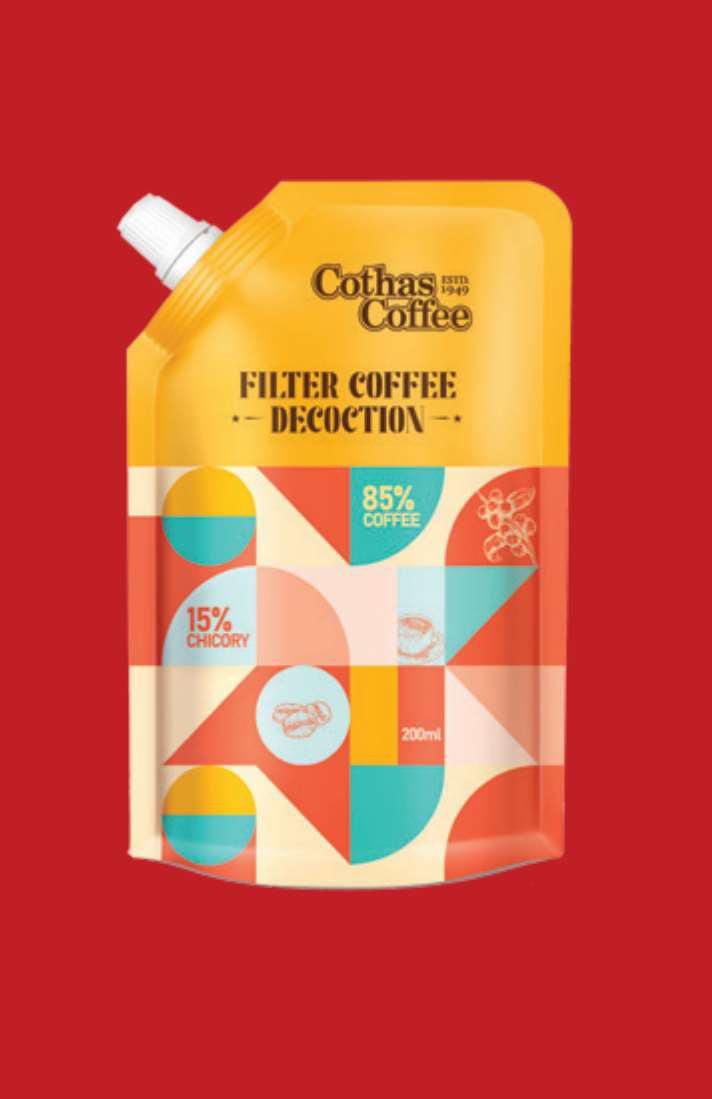 Cothas ESTD. 1949
Coffee
FILTER COFFEE
DECOCTION
85%
COFFEE
15%
CHICORY
200ml